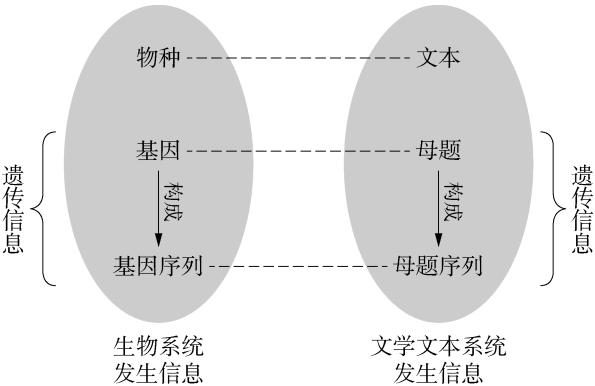 物种
文本
基因
母题
构成
构成
遗传信息
遗传信息
基因序列
母题序列
生物系统
发生信息
文学文本系统
发生信息